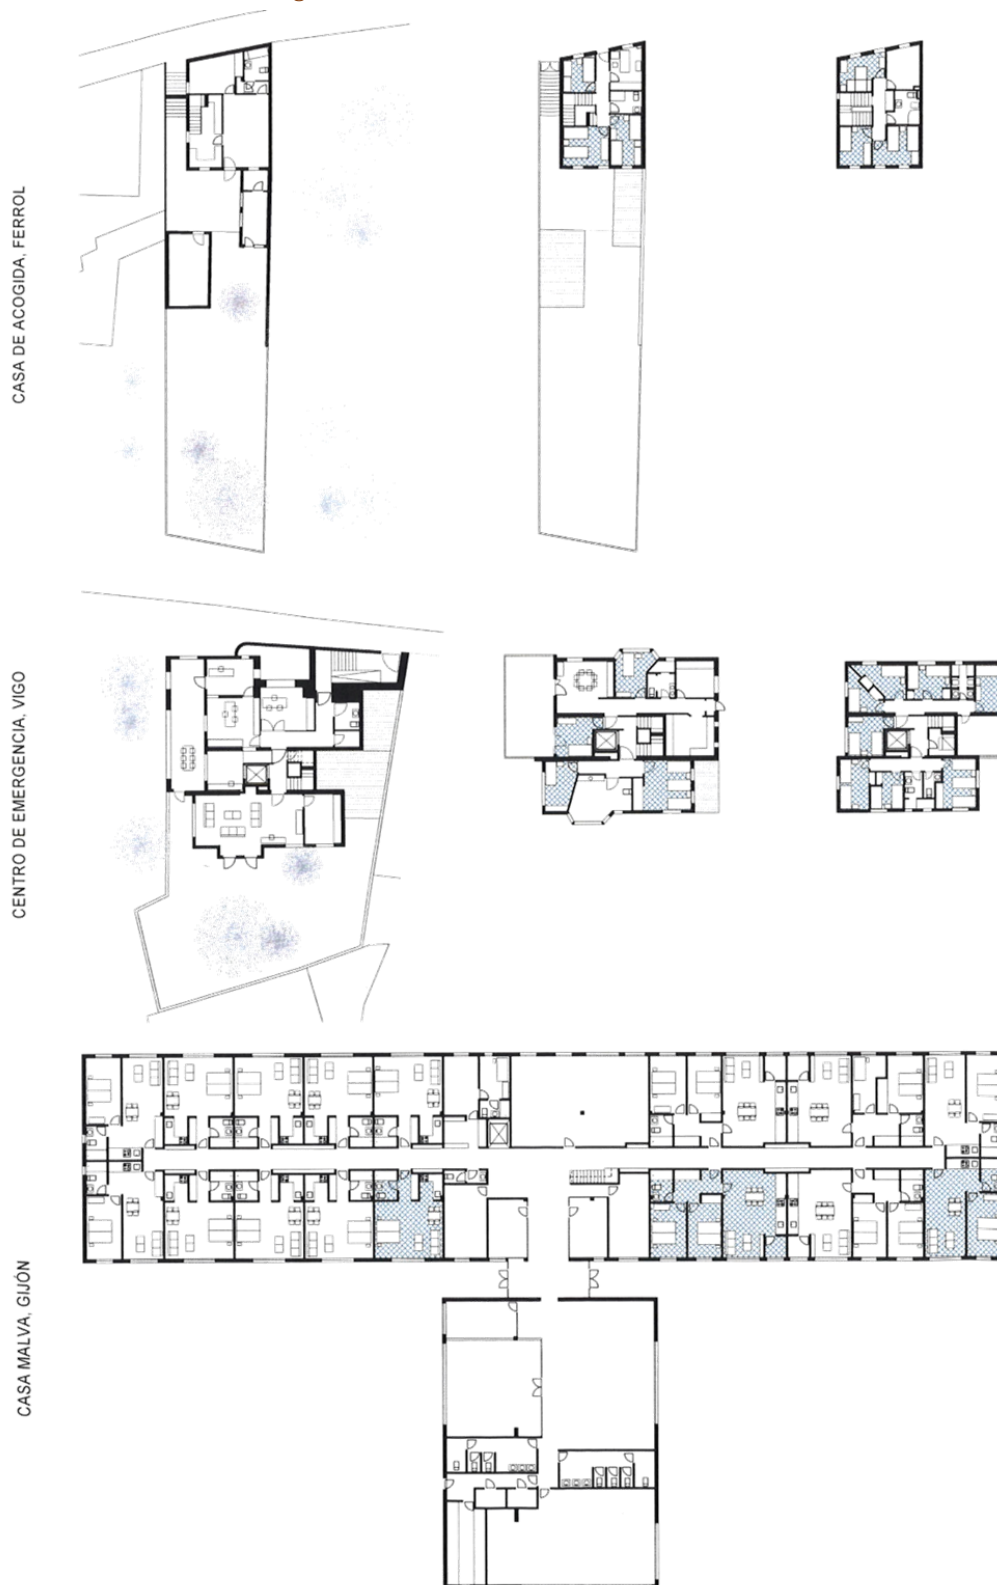 CASA DE ACOGIDA, FERROL
CENTRO DE EMERGENCIA, VIGO
CASA MALVA, GIJÓN